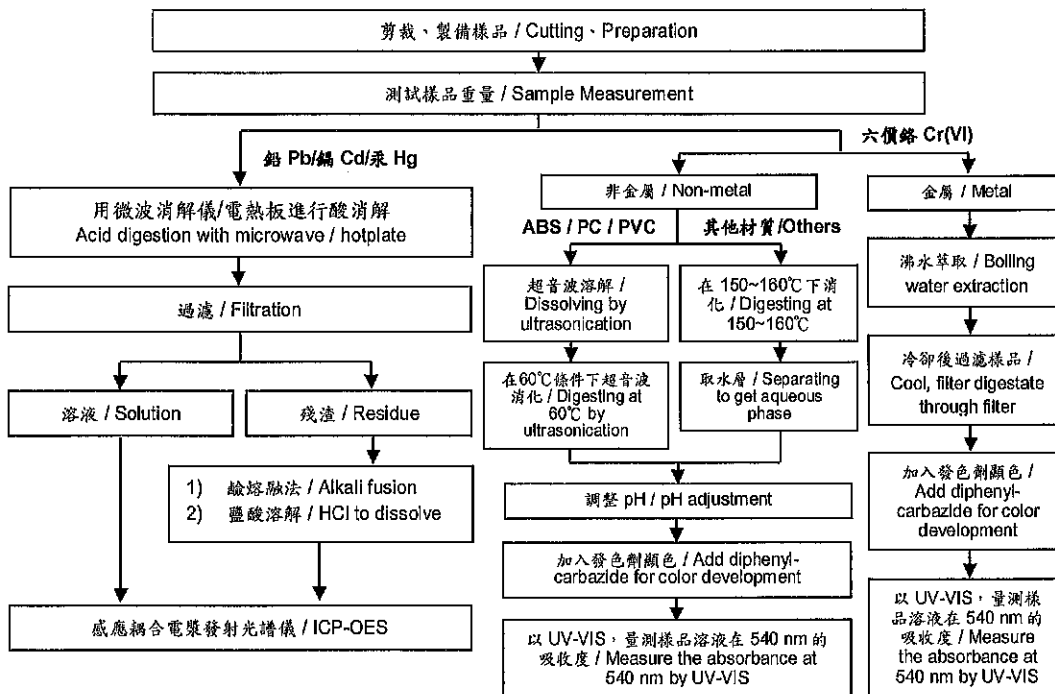 剪裁、製備樣品 / Cutting、Preparation
測試樣品重量 / Sample Measurement
鉛 Pb/鎘 Cd/汞 Hg
六價鉻 Cr(VI)
用微波消解儀/電熱板進行酸消解
Acid digestion with microwave / hotplate
過濾 / Filtration
溶液 / Solution
殘渣 / Residue
1) 鹼熔融法 / Alkali fusion
2) 鹽酸溶解 / HCl to dissolve
感應耦合電漿發射光譜儀 / ICP-OES
非金屬 / Non-metal
ABS / PC / PVC
其他材質/Others
超音波溶解 /
Dissolving by
ultrasonication
在 150~160℃下消
化 / Digesting at
150~160℃
在60℃條件下超音波
消化 / Digesting at
60℃ by
ultrasonication
取水層 / Separating
to get aqueous
phase
調整 pH / pH adjustment
加入發色劑顯色 / Add diphenyl-
carbazide for color development
以 UV-VIS，量測樣品溶液在 540 nm 的
吸收度 / Measure the absorbance at
540 nm by UV-VIS
金屬 / Metal
沸水萃取 / Boiling
water extraction
冷卻後過濾樣品 /
Cool, filter digestate
through filter
加入發色劑顯色 /
Add diphenyl-
carbazide for color
development
以 UV-VIS，量測樣
品溶液在 540 nm 的
吸收度 / Measure
the absorbance at
540 nm by UV-VIS